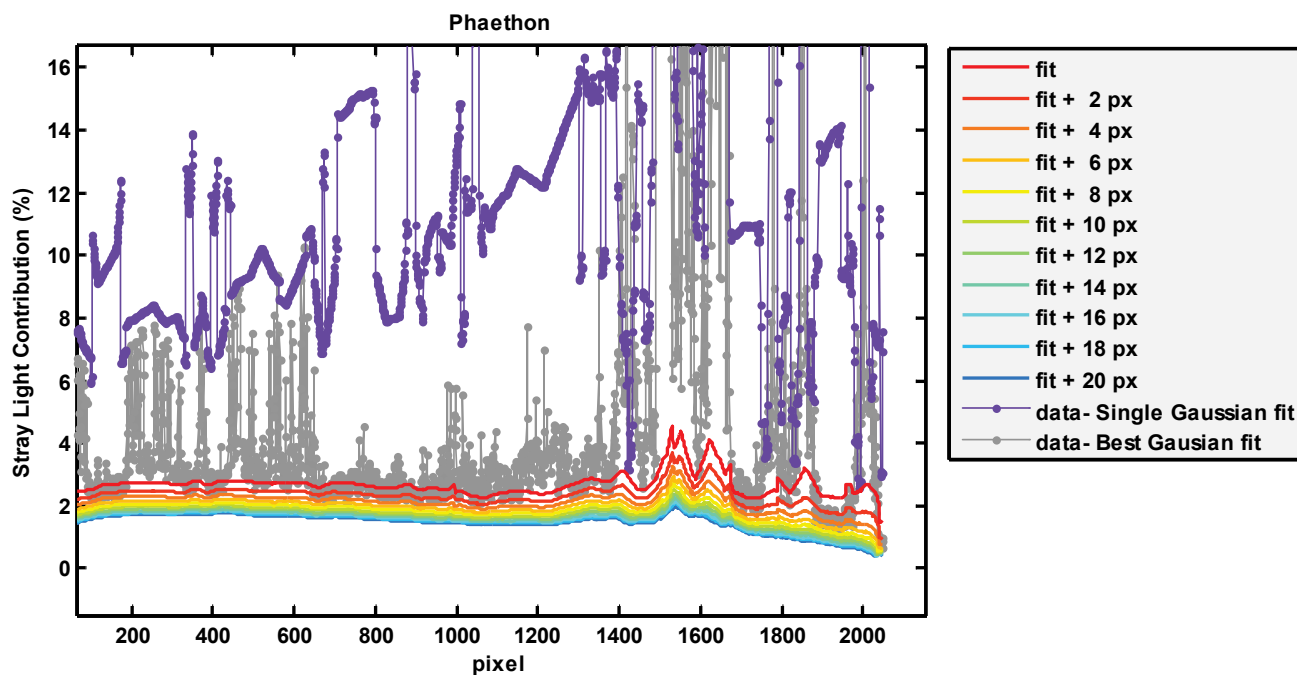 Phaethon
Stray Light Contribution (%)
16
14
12
10
8
6
4
2
0
200
400
600
800
1000
1200
1400
1600
1800
2000
pixel
fit
fit + 2 px
fit + 4 px
fit + 6 px
fit + 8 px
fit + 10 px
fit + 12 px
fit + 14 px
fit + 16 px
fit + 18 px
fit + 20 px
data- Single Gaussian fit
data- Best Gausian fit